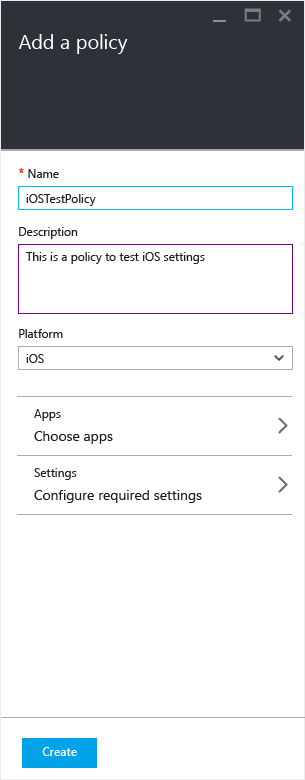 Add a policy
* Name
iOSTestPolicy
Description
This is a policy to test iOS settings
Platform
iOS
Apps
Choose apps
Settings
Configure required settings
Create